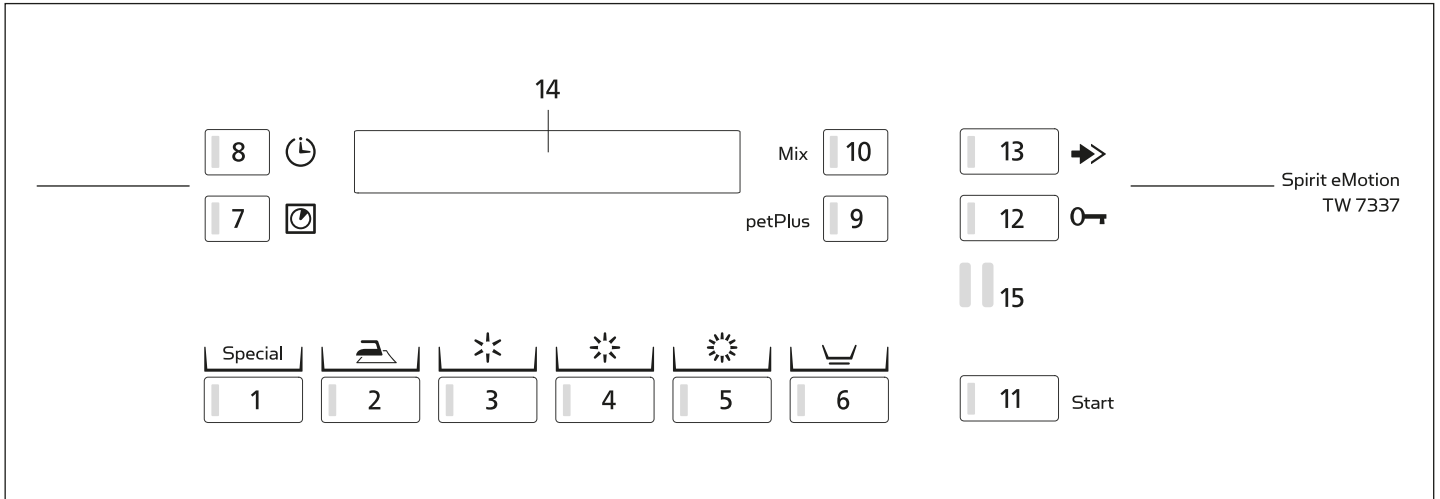 14
8
Mix 10
13
Spirit eMotion
TW 7337
7
petPlus 9
12
15
Special
1 2 3 4 5 6
11 Start